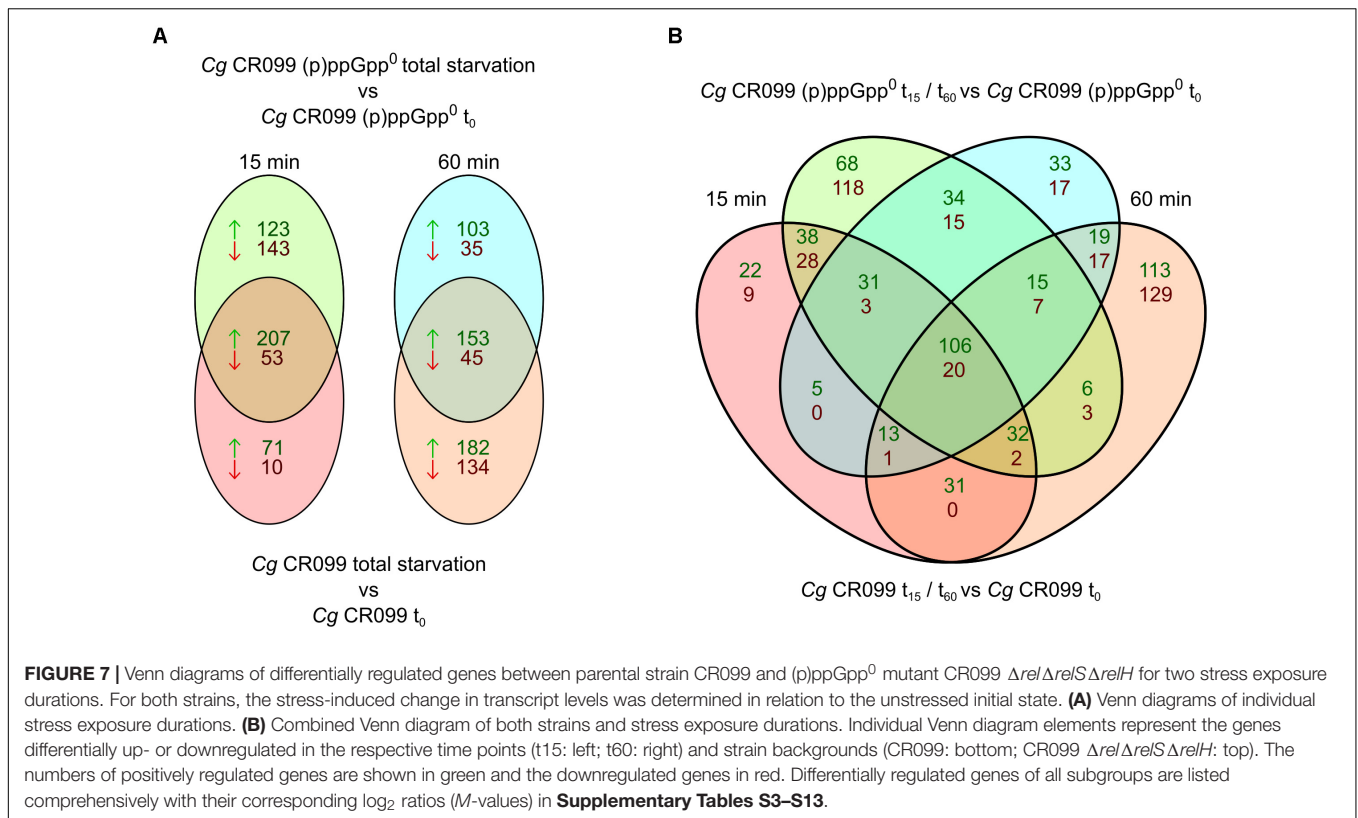 A
Cg CR099 (p)ppGpp⁰ total starvation
vs
Cg CR099 (p)ppGpp⁰ t₀
15 min
60 min
↑ 123
↓ 143
↑ 103
↓ 35
↑ 207
↓ 53
↑ 153
↓ 45
↑ 71
↓ 10
↑ 182
↓ 134
Cg CR099 total starvation
vs
Cg CR099 t₀
B
Cg CR099 (p)ppGpp⁰ t₁₅ / t₆₀ vs Cg CR099 (p)ppGpp⁰ t₀
15 min
60 min
68
118
33
17
34
15
38
28
19
17
22
9
113
129
31
3
15
7
106
20
5
0
6
3
13
1
32
2
31
0
Cg CR099 t₁₅ / t₆₀ vs Cg CR099 t₀
FIGURE 7 | Venn diagrams of differentially regulated genes between parental strain CR099 and (p)ppGpp⁰ mutant CR099 ΔrelΔrelSΔrelH for two stress exposure
durations. For both strains, the stress-induced change in transcript levels was determined in relation to the unstressed initial state. (A) Venn diagrams of individual
stress exposure durations. (B) Combined Venn diagram of both strains and stress exposure durations. Individual Venn diagram elements represent the genes
differentially up- or downregulated in the respective time points (t15: left; t60: right) and strain backgrounds (CR099: bottom; CR099 ΔrelΔrelSΔrelH: top). The
numbers of positively regulated genes are shown in green and the downregulated genes in red. Differentially regulated genes of all subgroups are listed
comprehensively with their corresponding log₂ ratios (M-values) in Supplementary Tables S3–S13.